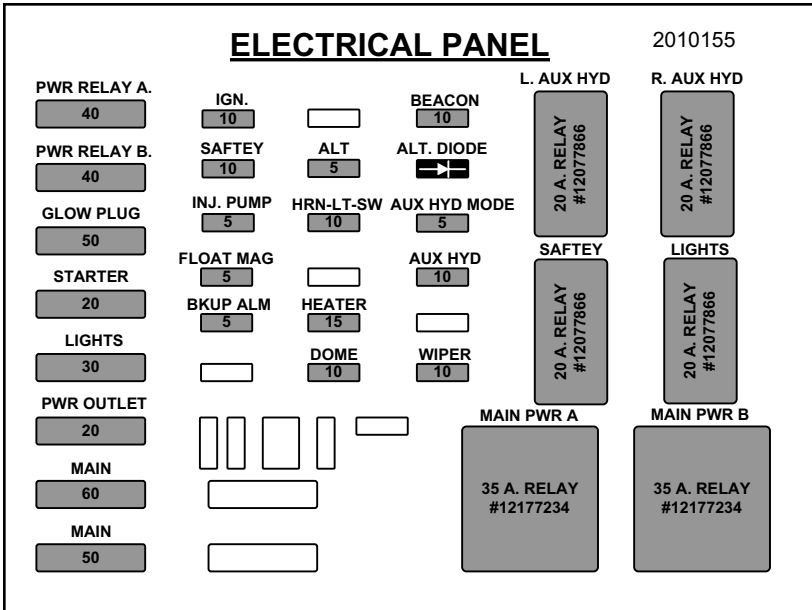 ELECTRICAL PANEL
2010155
PWR RELAY A.
40
PWR RELAY B.
40
GLOW PLUG
50
STARTER
20
LIGHTS
30
PWR OUTLET
20
MAIN
60
MAIN
50
IGN.
10
SAFTEY
10
INJ. PUMP
5
FLOAT MAG
5
BKUP ALM
5
ALT
5
HRN-LT-SW
10
HEATER
15
DOME
10
BEACON
10
ALT. DIODE
AUX HYD MODE
5
AUX HYD
10
WIPER
10
L. AUX HYD
20 A. RELAY
#12077866
R. AUX HYD
20 A. RELAY
#12077866
SAFTEY
20 A. RELAY
#12077866
LIGHTS
20 A. RELAY
#12077866
MAIN PWR A
35 A. RELAY
#12177234
MAIN PWR B
35 A. RELAY
#12177234